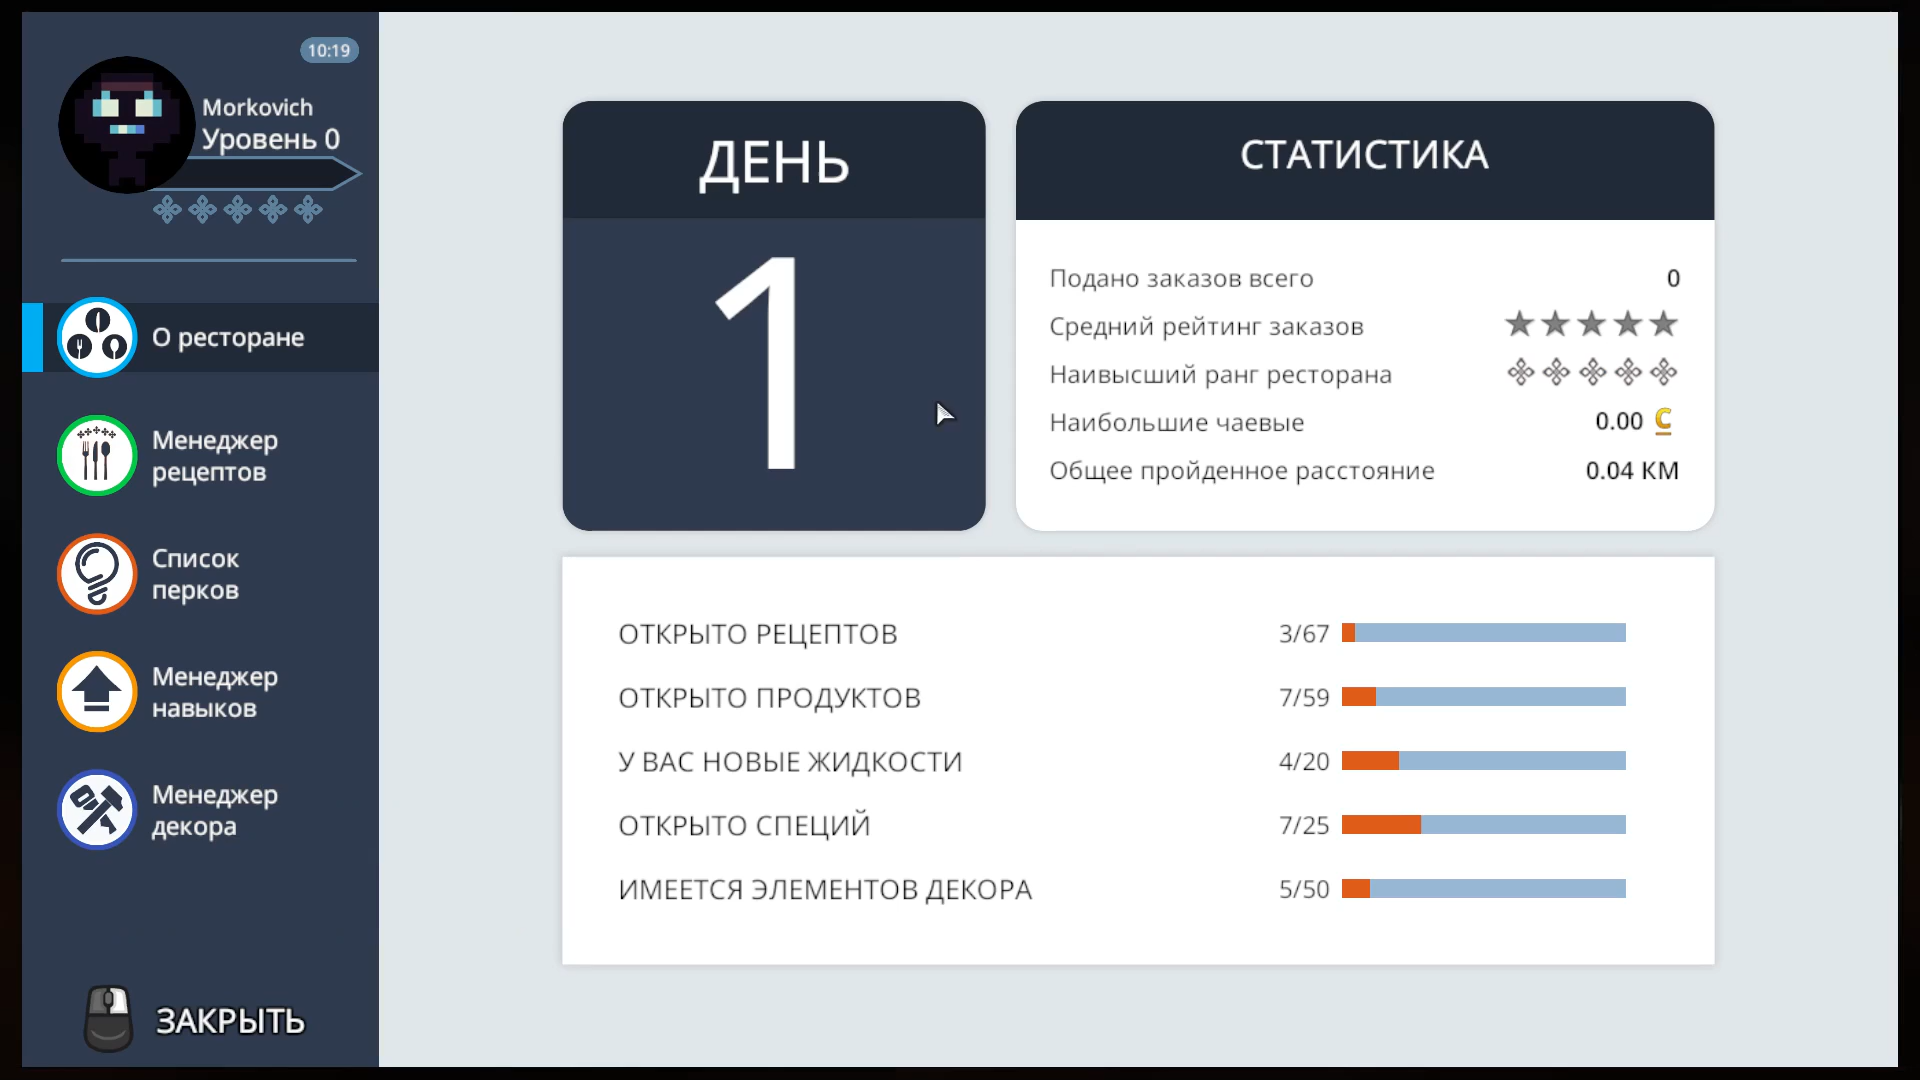 10:19
Morkovich
Уровень 0
О ресторане
Менеджер
рецептов
Список
перков
Менеджер
навыков
Менеджер
декора
ЗАКРЫТЬ
ДЕНЬ
1
СТАТИСТИКА
Подано заказов всего 0
Средний рейтинг заказов
Наивысший ранг ресторана
Наибольшие чаевые 0.00 C
Общее пройденное расстояние 0.04 КМ
ОТКРЫТО РЕЦЕПТОВ 3/67
ОТКРЫТО ПРОДУКТОВ 7/59
У ВАС НОВЫЕ ЖИДКОСТИ 4/20
ОТКРЫТО СПЕЦИЙ 7/25
ИМЕЕТСЯ ЭЛЕМЕНТОВ ДЕКОРА 5/50